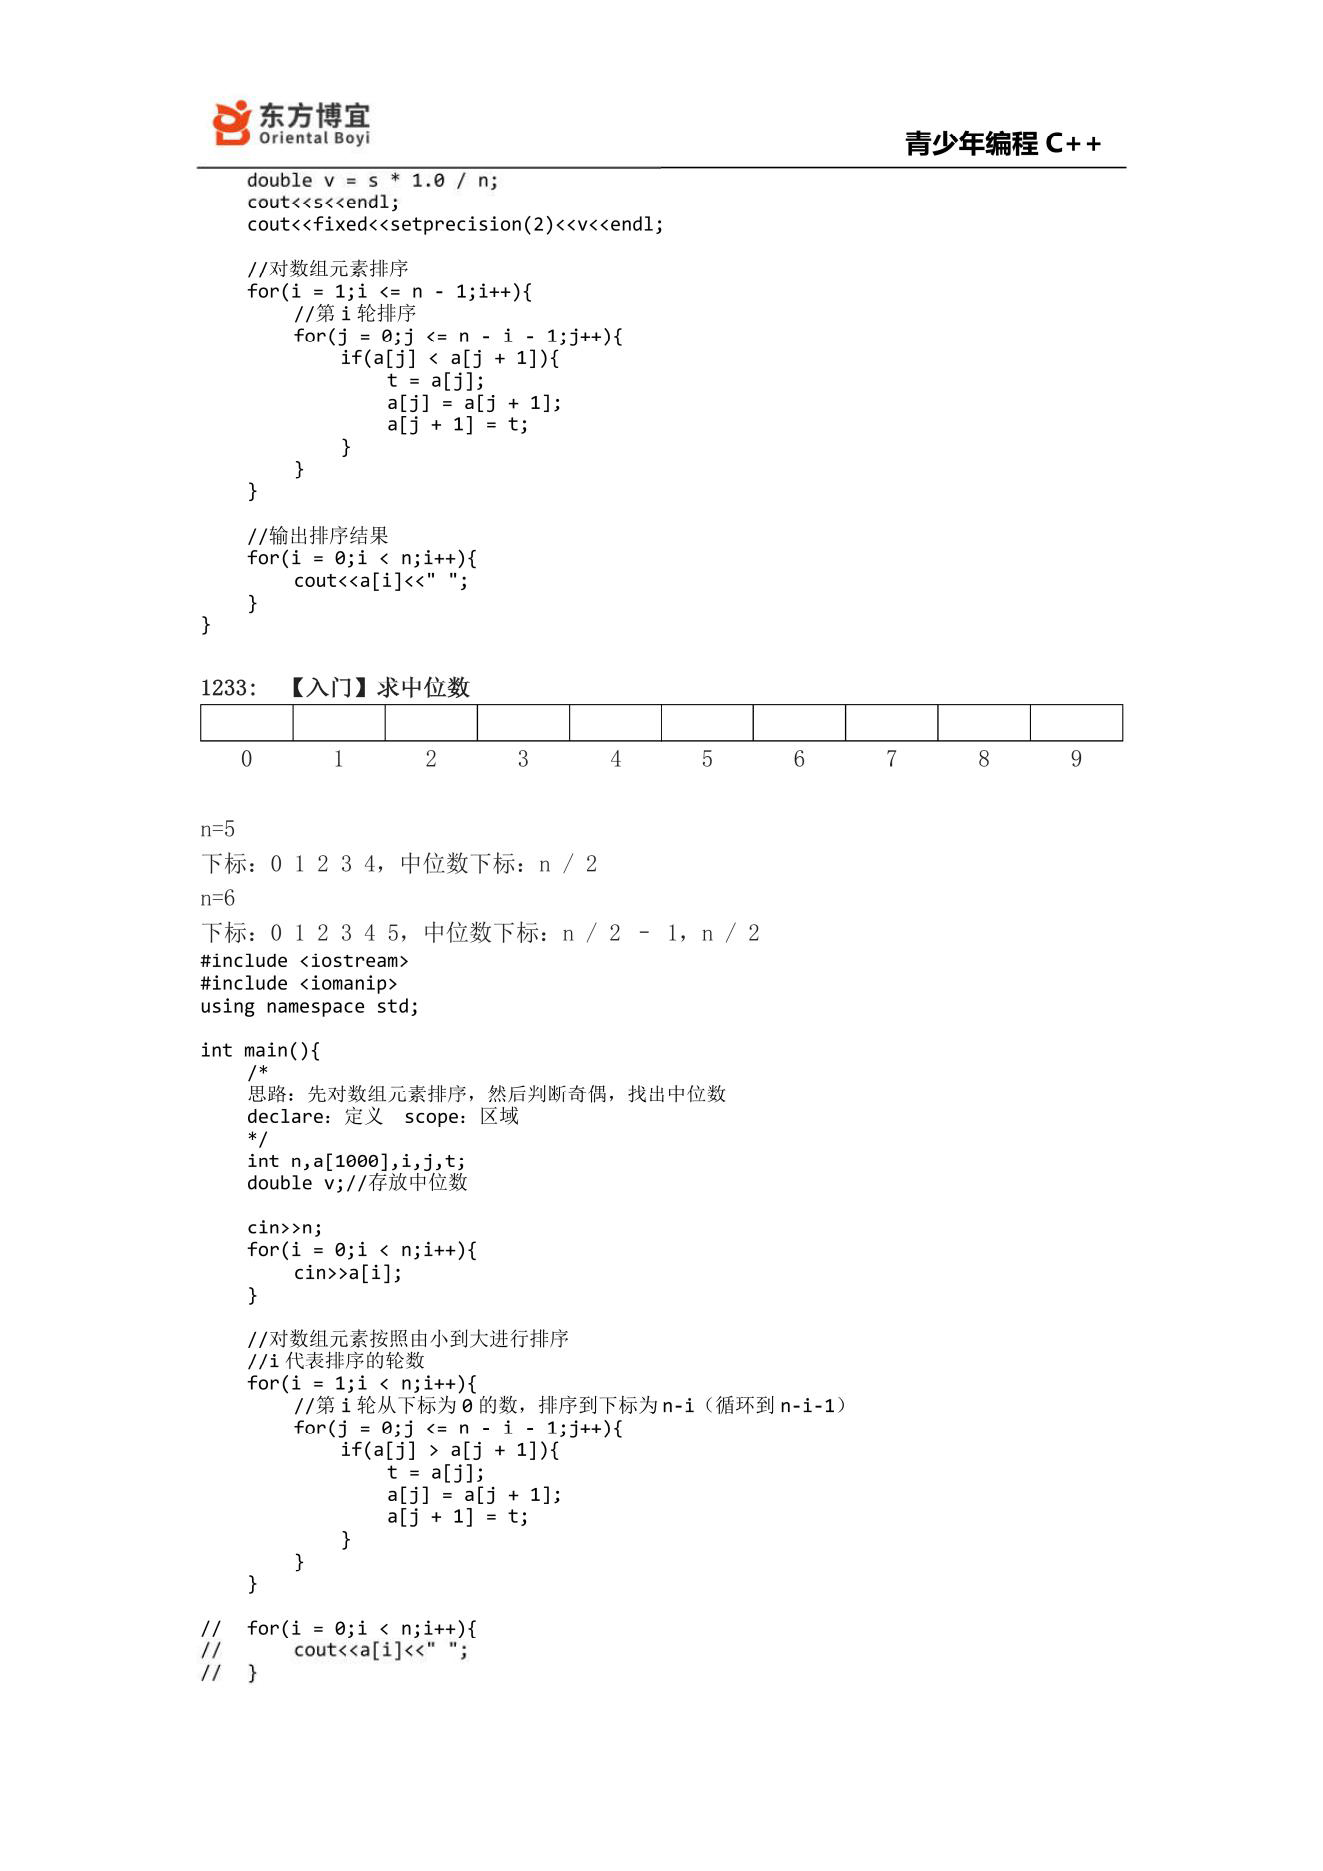 东方博宜
Oriental Boyi
青少年编程 C++
double v = s * 1.0 / n;
cout<<s<<endl;
cout<<fixed<<setprecision(2)<<v<<endl;
//对数组元素排序
for(i = 1;i <= n - 1;i++){
//第 i 轮排序
for(j = 0;j <= n - i - 1;j++){
if(a[j] < a[j + 1]){
t = a[j];
a[j] = a[j + 1];
a[j + 1] = t;
}
}
}
//输出排序结果
for(i = 0;i < n;i++){
cout<<a[i]<<" ";
}
}
1233: 【入门】求中位数
0 1 2 3 4 5 6 7 8 9
n=5
下标：0 1 2 3 4，中位数下标：n / 2
n=6
下标：0 1 2 3 4 5，中位数下标：n / 2 – 1，n / 2
#include <iostream>
#include <iomanip>
using namespace std;
int main(){
/*
思路：先对数组元素排序，然后判断奇偶，找出中位数
declare：定义 scope：区域
*/
int n,a[1000],i,j,t;
double v;//存放中位数
cin>>n;
for(i = 0;i < n;i++){
cin>>a[i];
}
//对数组元素按照由小到大进行排序
//i 代表排序的轮数
for(i = 1;i < n;i++){
//第 i 轮从下标为 0 的数，排序到下标为 n-i（循环到 n-i-1）
for(j = 0;j <= n - i - 1;j++){
if(a[j] > a[j + 1]){
t = a[j];
a[j] = a[j + 1];
a[j + 1] = t;
}
}
}
// for(i = 0;i < n;i++){
// cout<<a[i]<<" ";
// }